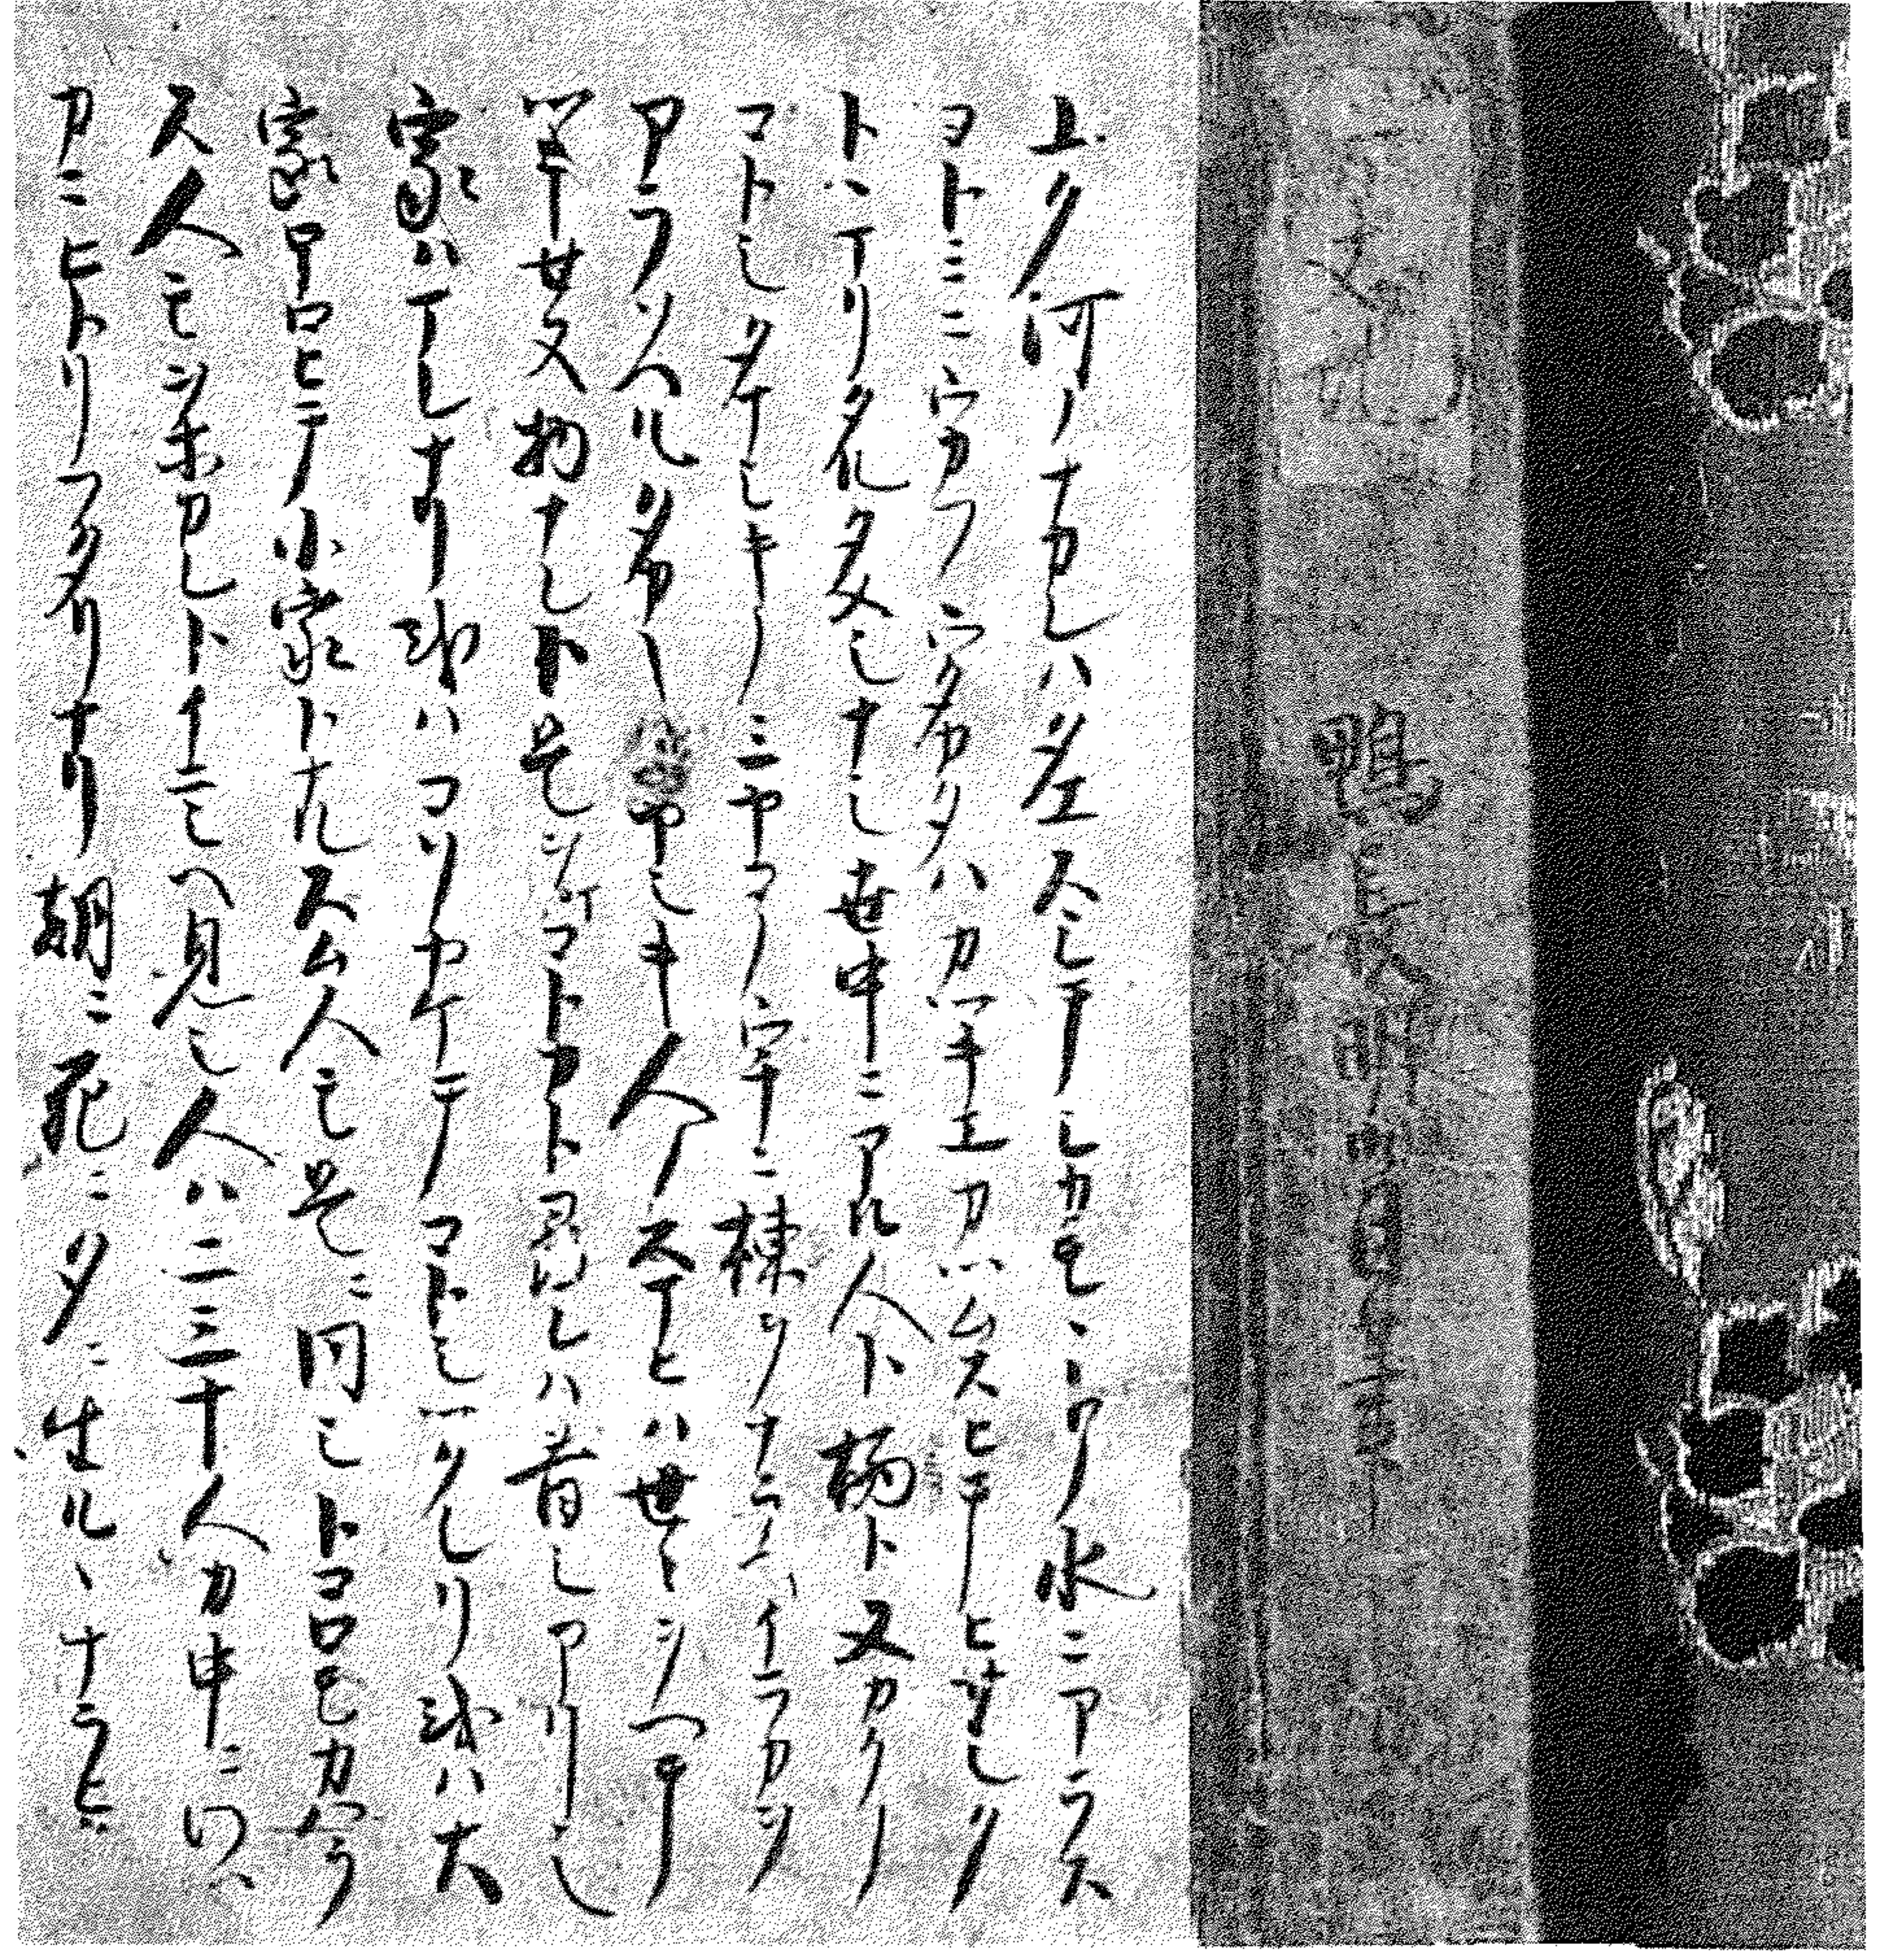 方丈記
鴨長明自筆
ユク河ノナカレハタエスシテシカモヽトノ水ニアラス
ヨトミニウカフウタカタハカツキエカツムスヒテヒサシク
トヽマリタルタメシナシ世中ニアル人ト栖ト又カクノ
コトシタマシキノミヤコノウチニ棟ヲナラヘイラカヲ
アラソヘルタカキイヤシキ人ノスマヒハ世々ヲヘテ
ツキセヌ物ナレト是ヲマコトカト尋レハ昔シアリシ
家ハマレナリ或ハコソヤケテコトシツクレリ或ハ大
家ホロヒテ小家トナルスム人モ是ニ同シトコロモカハラ
ス人モヲホカレトイニシヘ見シ人ハ二三十人カ中ニワツ
カニヒトリフタリナリ朝ニ死ニ夕ニ生ルヽナラヒ